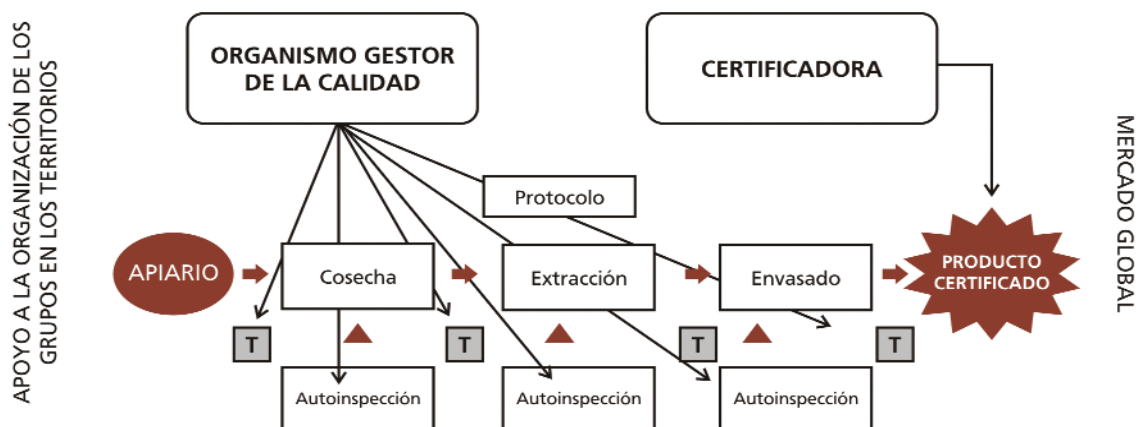 APOYO A LA ORGANIZACIÓN DE LOS
GRUPOS EN LOS TERRITORIOS
ORGANISMO GESTOR
DE LA CALIDAD
CERTIFICADORA
MERCADO GLOBAL
Protocolo
APIARIO
Cosecha
Extracción
Envasado
PRODUCTO
CERTIFICADO
T
T
T
T
Autoinspección
Autoinspección
Autoinspección